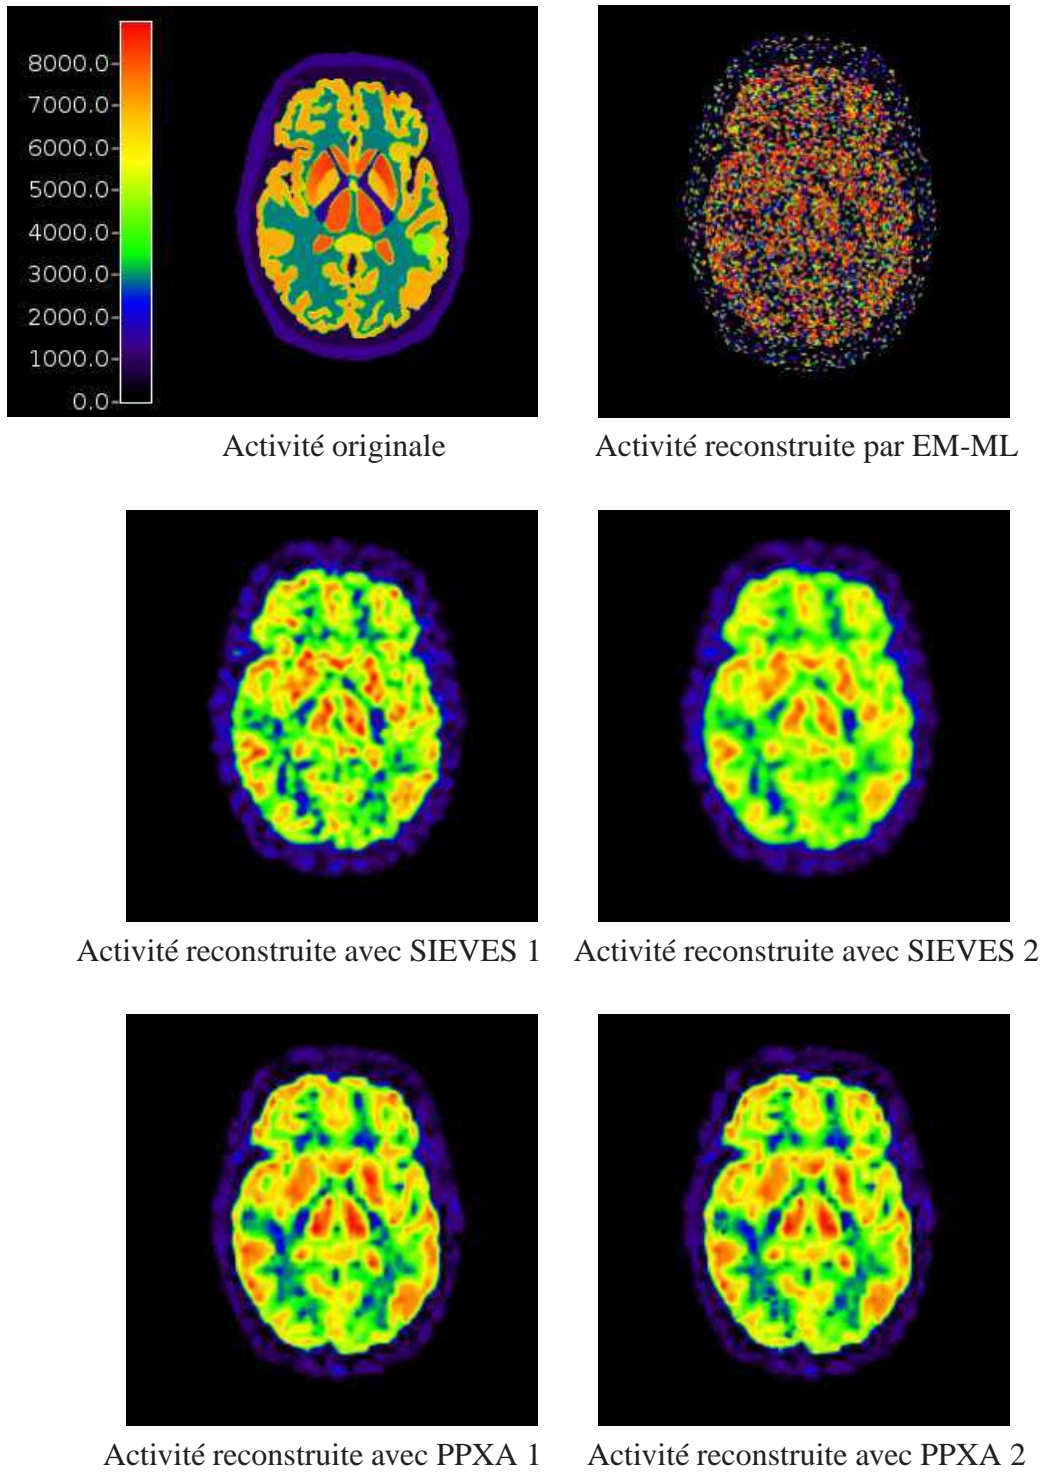 8000.0
7000.0
6000.0
5000.0
4000.0
3000.0
2000.0
1000.0
0.0
Activité originale
Activité reconstruite par EM-ML
Activité reconstruite avec SIEVES 1
Activité reconstruite avec SIEVES 2
Activité reconstruite avec PPXA 1
Activité reconstruite avec PPXA 2